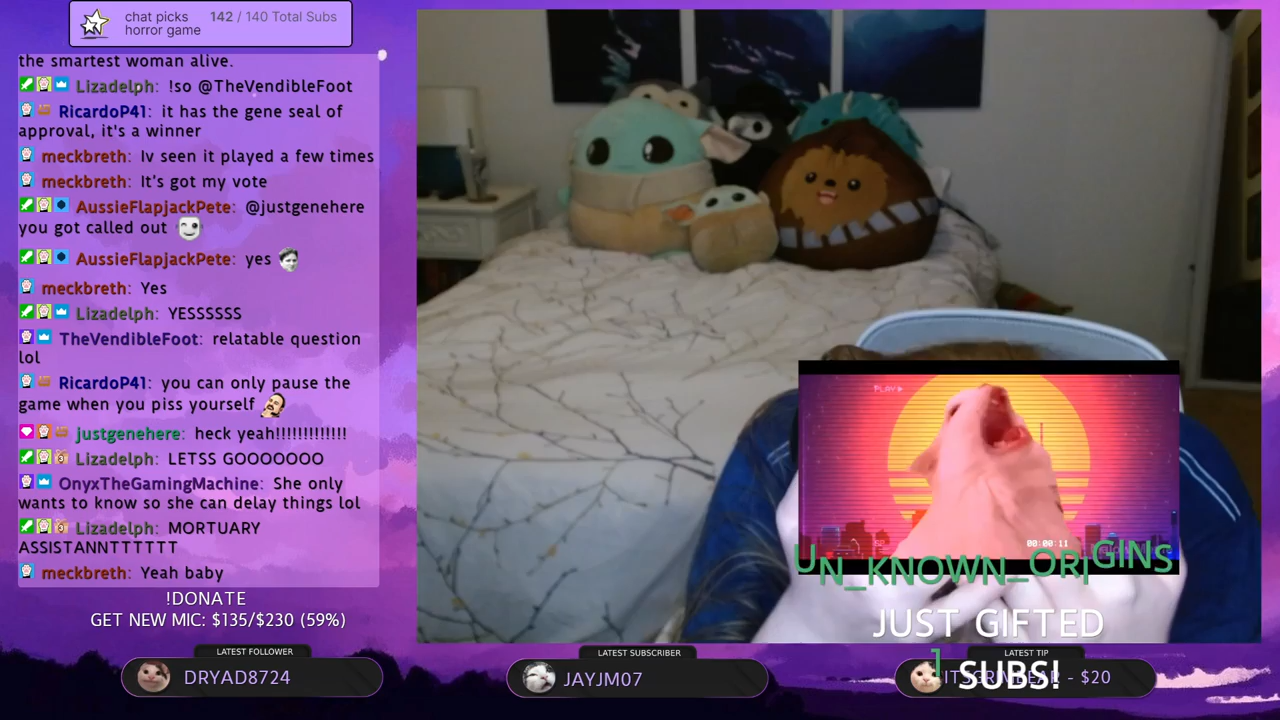 chat picks
horror game
142 / 140 Total Subs
the smartest woman alive.
Lizadelph: !so @TheVendibleFoot
RicardoP41: it has the gene seal of
approval, it's a winner
meckbreth: Iv seen it played a few times
meckbreth: It's got my vote
AussieFlapjackPete: @justgenehere
you got called out
AussieFlapjackPete: yes
meckbreth: Yes
Lizadelph: YESSSSSS
TheVendibleFoot: relatable question
lol
RicardoP41: you can only pause the
game when you piss yourself
justgenehere: heck yeah!!!!!!!!!!!!!
Lizadelph: LETSS GOOOOOOO
OnyxTheGamingMachine: She only
wants to know so she can delay things lol
Lizadelph: MORTUARY
ASSISTANNTTTTTT
meckbreth: Yeah baby
!DONATE
GET NEW MIC: $135/$230 (59%)
PLAY
00:00:11
UN_KNOWN_ORIGINS
JUST GIFTED
1 SUBS!
LATEST FOLLOWER
DRYAD8724
LATEST SUBSCRIBER
JAYJM07
LATEST TIP
- $20